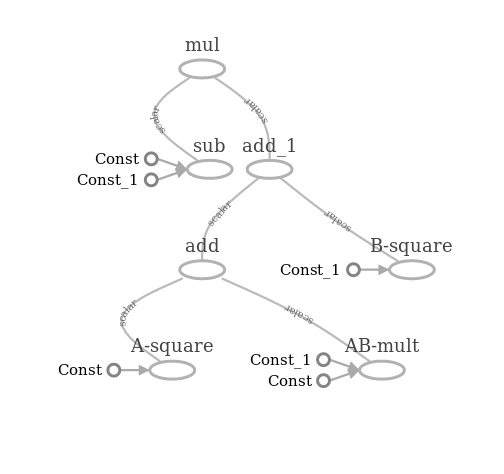 mul
scalar
scalar
sub
add_1
Const
Const_1
scalar
scalar
add
B-square
Const_1
scalar
scalar
A-square
AB-mult
Const_1
Const
Const